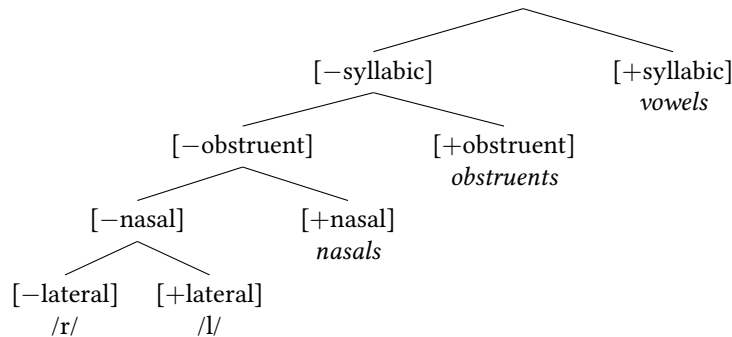 [−syllabic] [+syllabic]
vowels
[−obstruent] [+obstruent]
obstruents
[−nasal] [+nasal]
nasals
[−lateral] [+lateral]
/r/ /l/